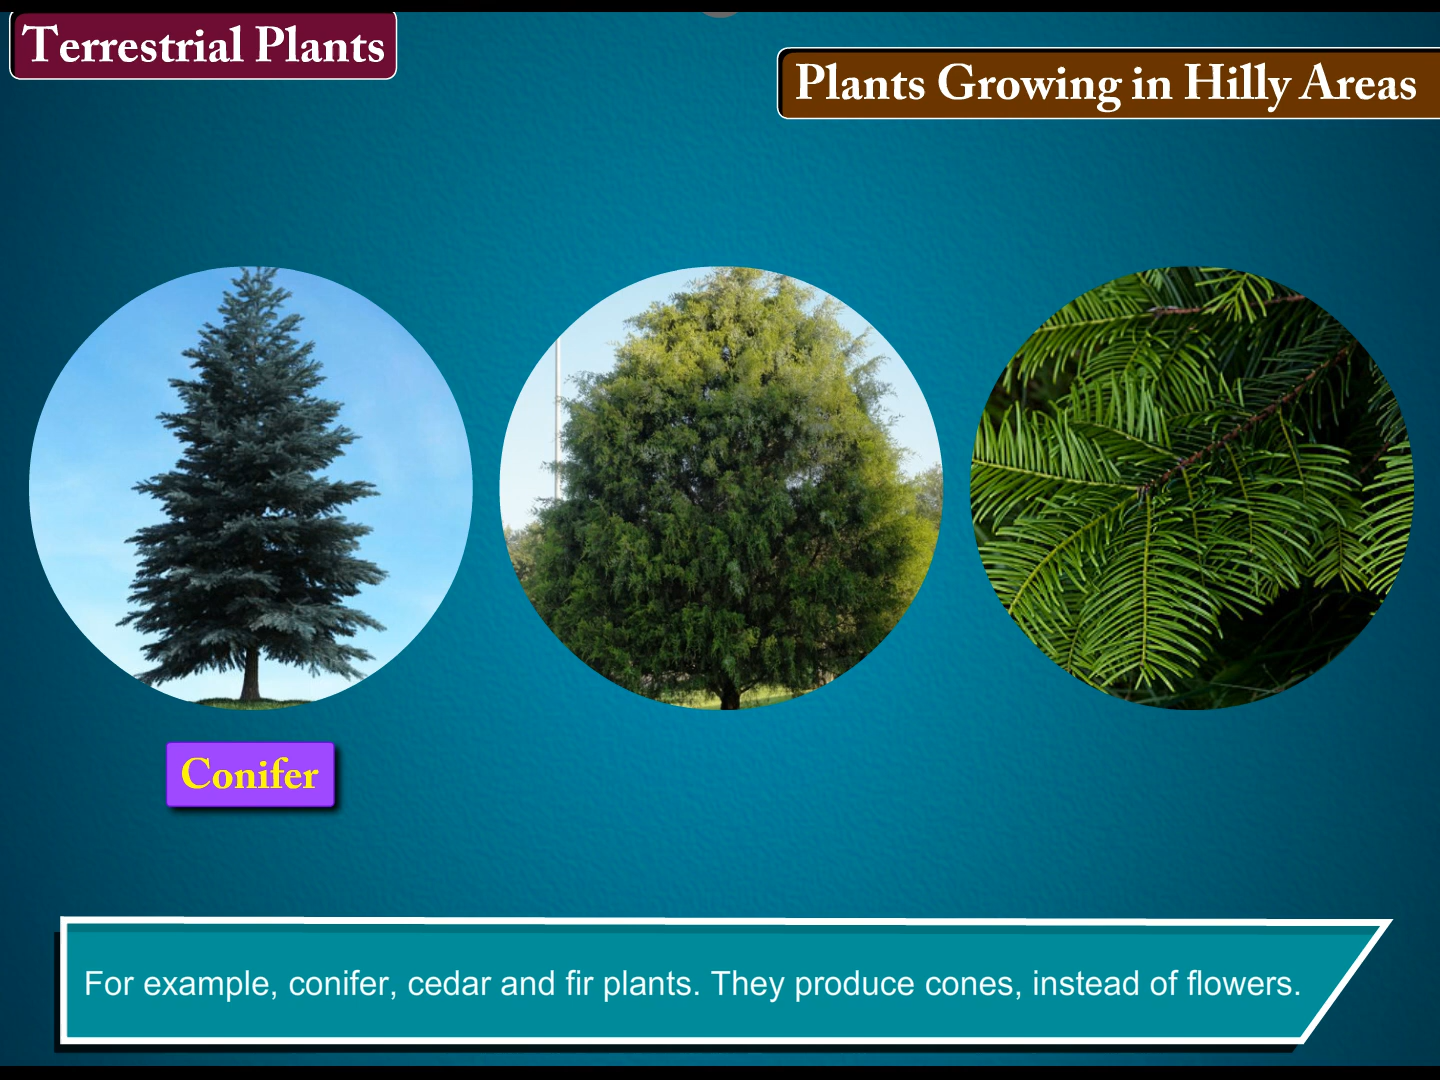 Terrestrial Plants
Plants Growing in Hilly Areas
Conifer
For example, conifer, cedar and fir plants. They produce cones, instead of flowers.